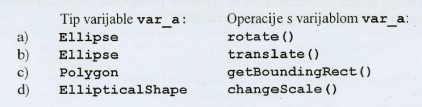 Tip varijable var_a: Operacije s varijablom var_a:
a) Ellipse rotate()
b) Ellipse translate()
c) Polygon getBoundingRect()
d) EllipticalShape changeScale()